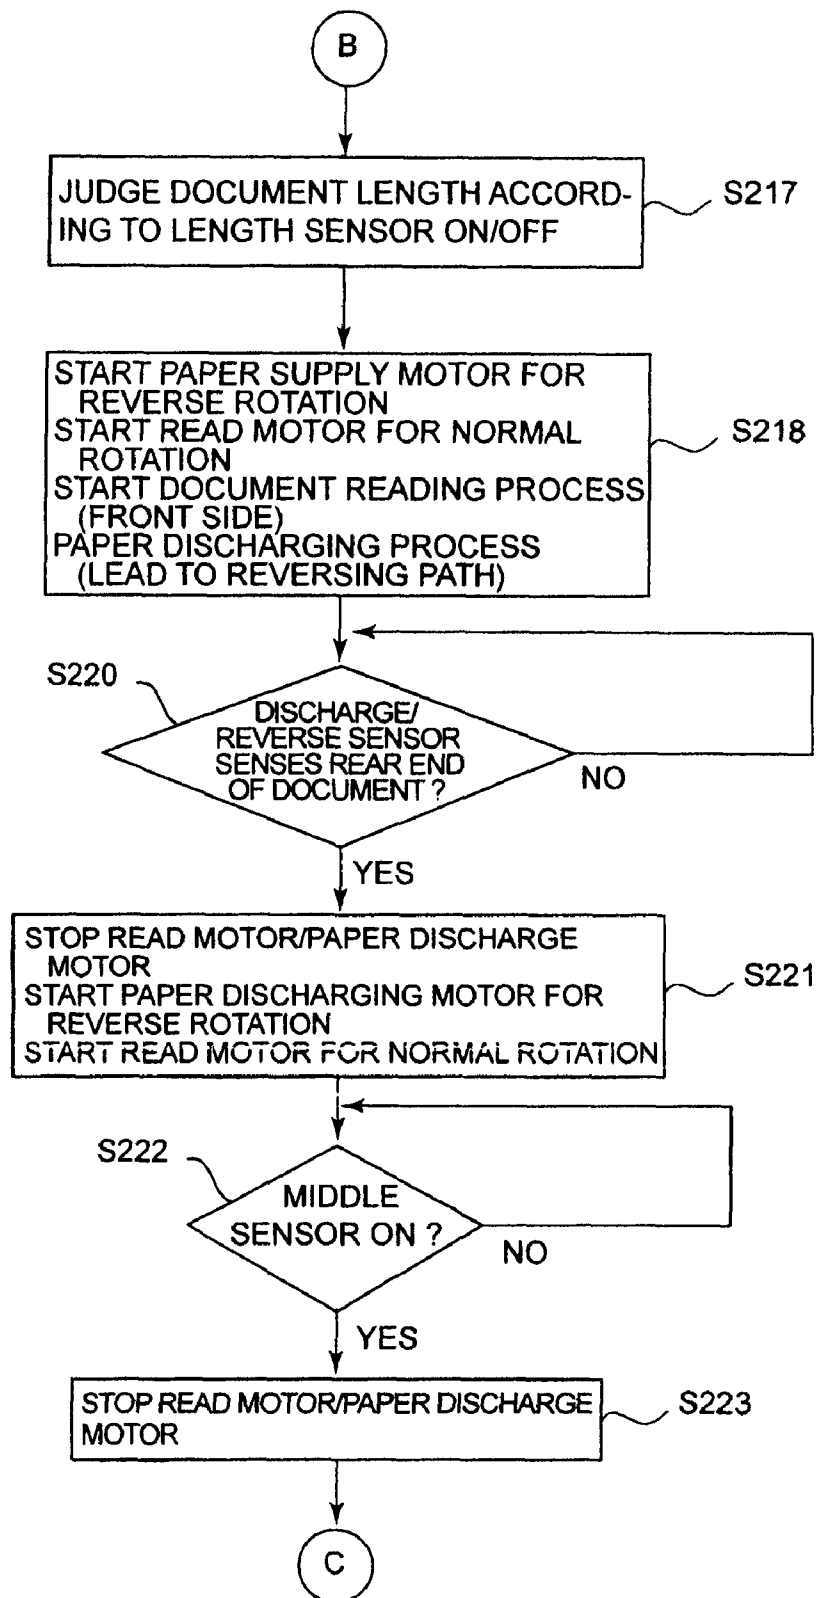 B
JUDGE DOCUMENT LENGTH ACCORD-
ING TO LENGTH SENSOR ON/OFF
S217
START PAPER SUPPLY MOTOR FOR
REVERSE ROTATION
START READ MOTOR FOR NORMAL
ROTATION
START DOCUMENT READING PROCESS
(FRONT SIDE)
PAPER DISCHARGING PROCESS
(LEAD TO REVERSING PATH)
S218
S220
DISCHARGE/
REVERSE SENSOR
SENSES REAR END
OF DOCUMENT ?
NO
YES
STOP READ MOTOR/PAPER DISCHARGE
MOTOR
START PAPER DISCHARGING MOTOR FOR
REVERSE ROTATION
START READ MOTOR FOR NORMAL ROTATION
S221
S222
MIDDLE
SENSOR ON ?
NO
YES
STOP READ MOTOR/PAPER DISCHARGE
MOTOR
S223
C